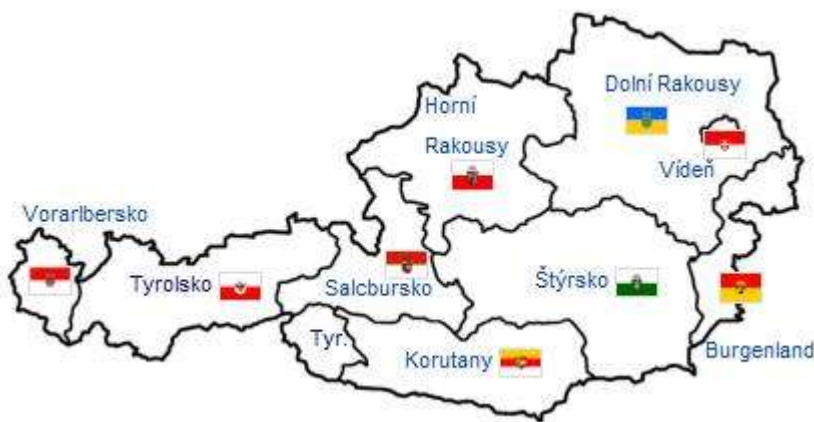 Dolní Rakousy
Horní
Rakousy
Vídeň
Vorarlbersko
Tyrolsko
Salcbursko
Štýrsko
Tyr.
Korutany
Burgenland